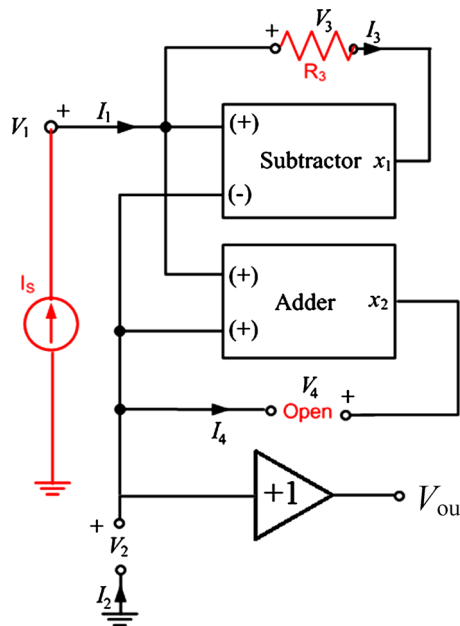 + V₃ I₃
R₃
V₁ + I₁
(+)
Subtractor x₁
(-)
Iₛ
(+)
Adder x₂
(+)
V₄ +
Open
I₄
+1 Vou
+
V₂
I₂